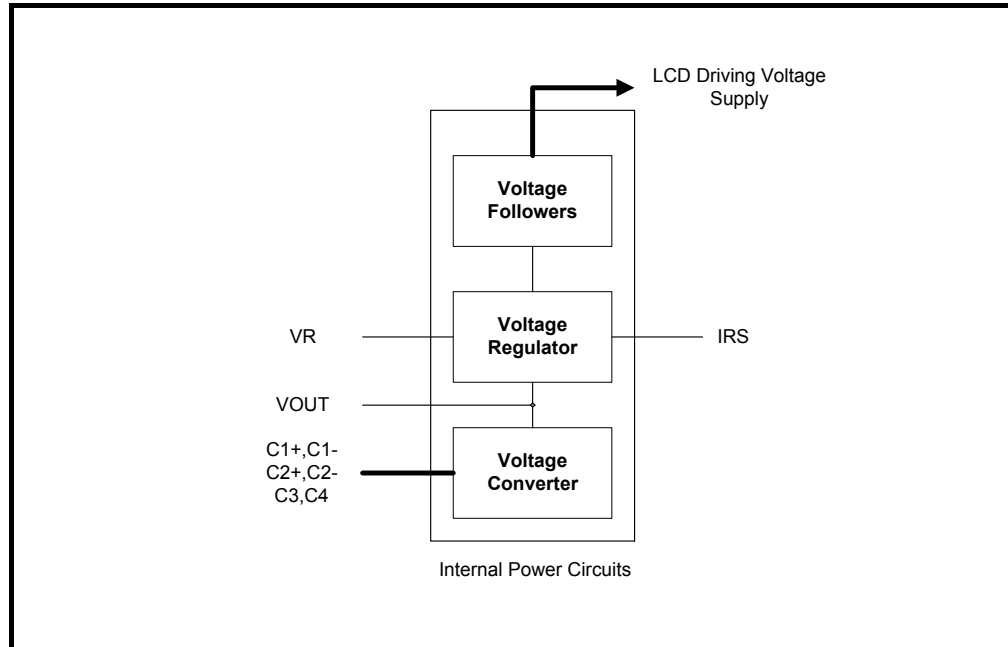 LCD Driving Voltage
Supply
Voltage
Followers
VR
Voltage
Regulator
IRS
VOUT
C1+,C1-
C2+,C2-
C3,C4
Voltage
Converter
Internal Power Circuits